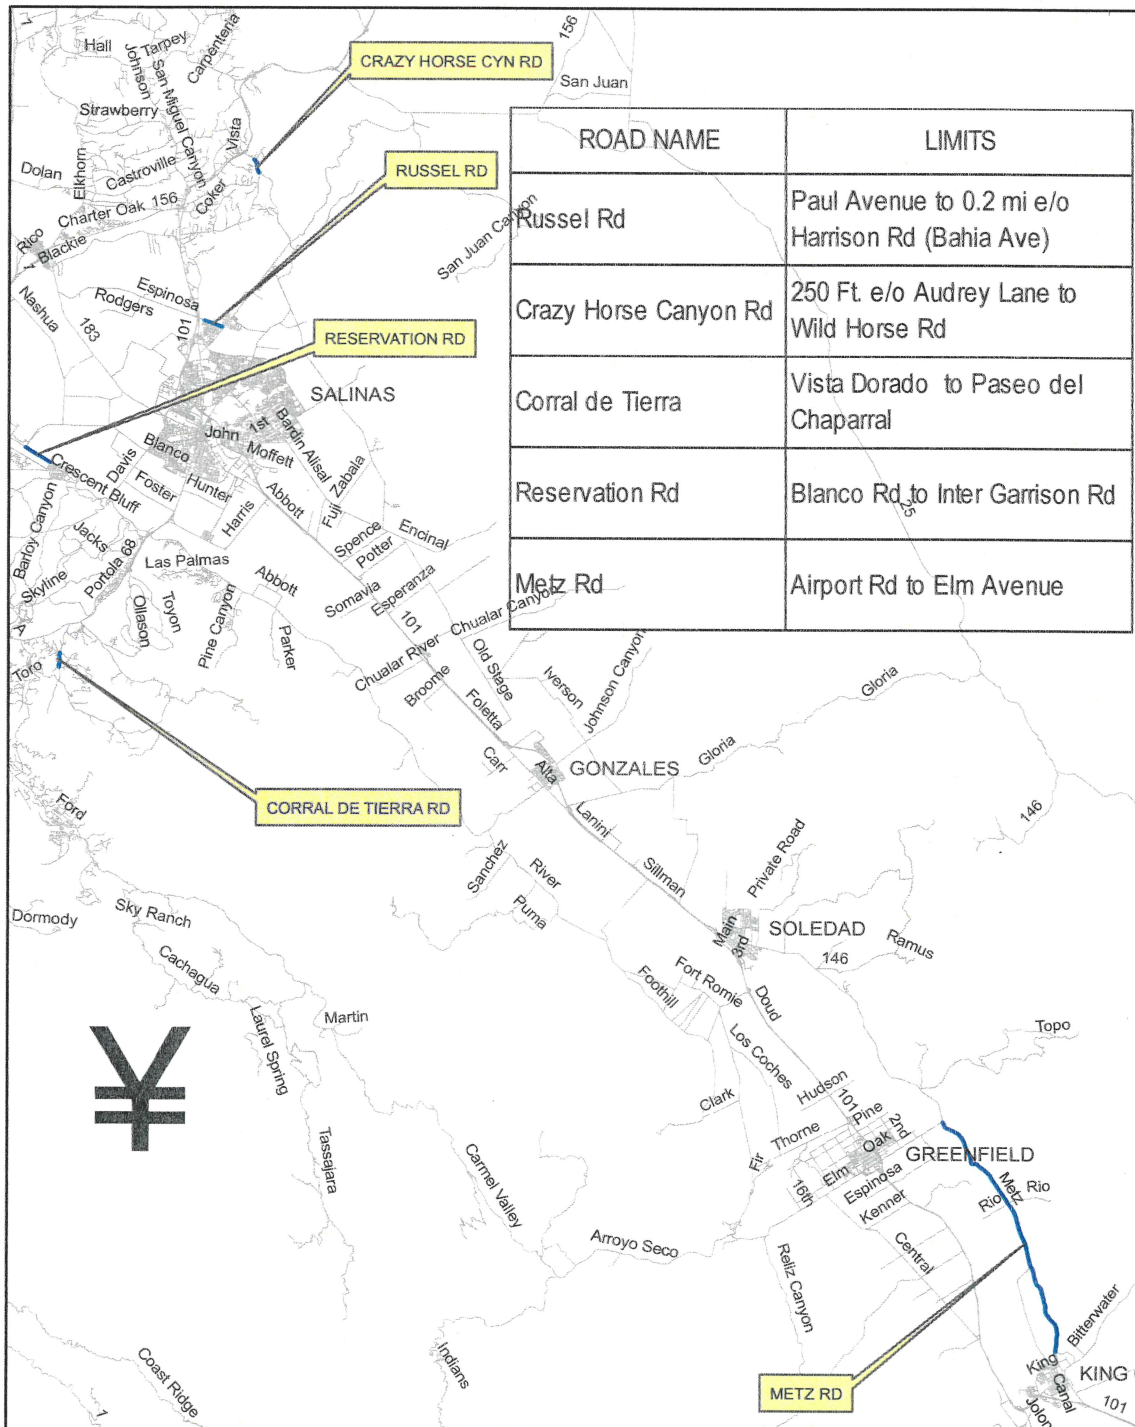 Hall
Tarpey
Johnson
San Miguel Canyon
Carpenteria
Strawberry
Vista
Dolan
Elkhorn
Castroville
Coker
Charter Oak 156
Rico
Blackie
1
1
Nashua
183
Rodgers
Espinosa
101
CRAZY HORSE CYN RD
RUSSEL RD
RESERVATION RD
156
San Juan
San Juan Canyon
ROAD NAME LIMITS
Russel Rd Paul Avenue to 0.2 mi e/o
Harrison Rd (Bahia Ave)
Crazy Horse Canyon Rd 250 Ft. e/o Audrey Lane to
Wild Horse Rd
Corral de Tierra Vista Dorado to Paseo del
Chaparral
Reservation Rd Blanco Rd to Inter Garrison Rd
25
Metz Rd Airport Rd to Elm Avenue
SALINAS
John
1st
Bardin
Alisal
Moffett
Blanco
Davis
Foster
Hunter
Harris
Abbott
Fuji
Zabala
Crescent Bluff
Barloy Canyon
Jacks
Skyline
Portola
68
Las Palmas
Abbott
Ollason
Toyon
Pine Canyon
Parker
Spence
Potter
Encinal
Somavia
Esperanza
101
Chualar Canyon
Chualar River
Broome
Old Stage
Foletta
Iverson
Johnson Canyon
Carr
Toro
CORRAL DE TIERRA RD
Alta
GONZALES
Gloria
Gloria
Lanini
Sillman
146
Private Road
Sanchez
River
Puma
Main
3rd
SOLEDAD
146
Ramus
Foothill
Fort Romie
Doud
Los Coches
Ford
Dormody
Sky Ranch
Cachagua
Laurel Spring
Martin
Tassajara
Carmel Valley
¥
Topo
Clark
Hudson
101
Thorne
Pine
2nd
Oak
GREENFIELD
Fir
Elm
16th
Espinosa
Kenner
Central
Arroyo Seco
Reliz Canyon
Metz
Rio
Rio
Bitterwater
METZ RD
King
Canal
KING
Jolon
101
Indians
Coast Ridge
1